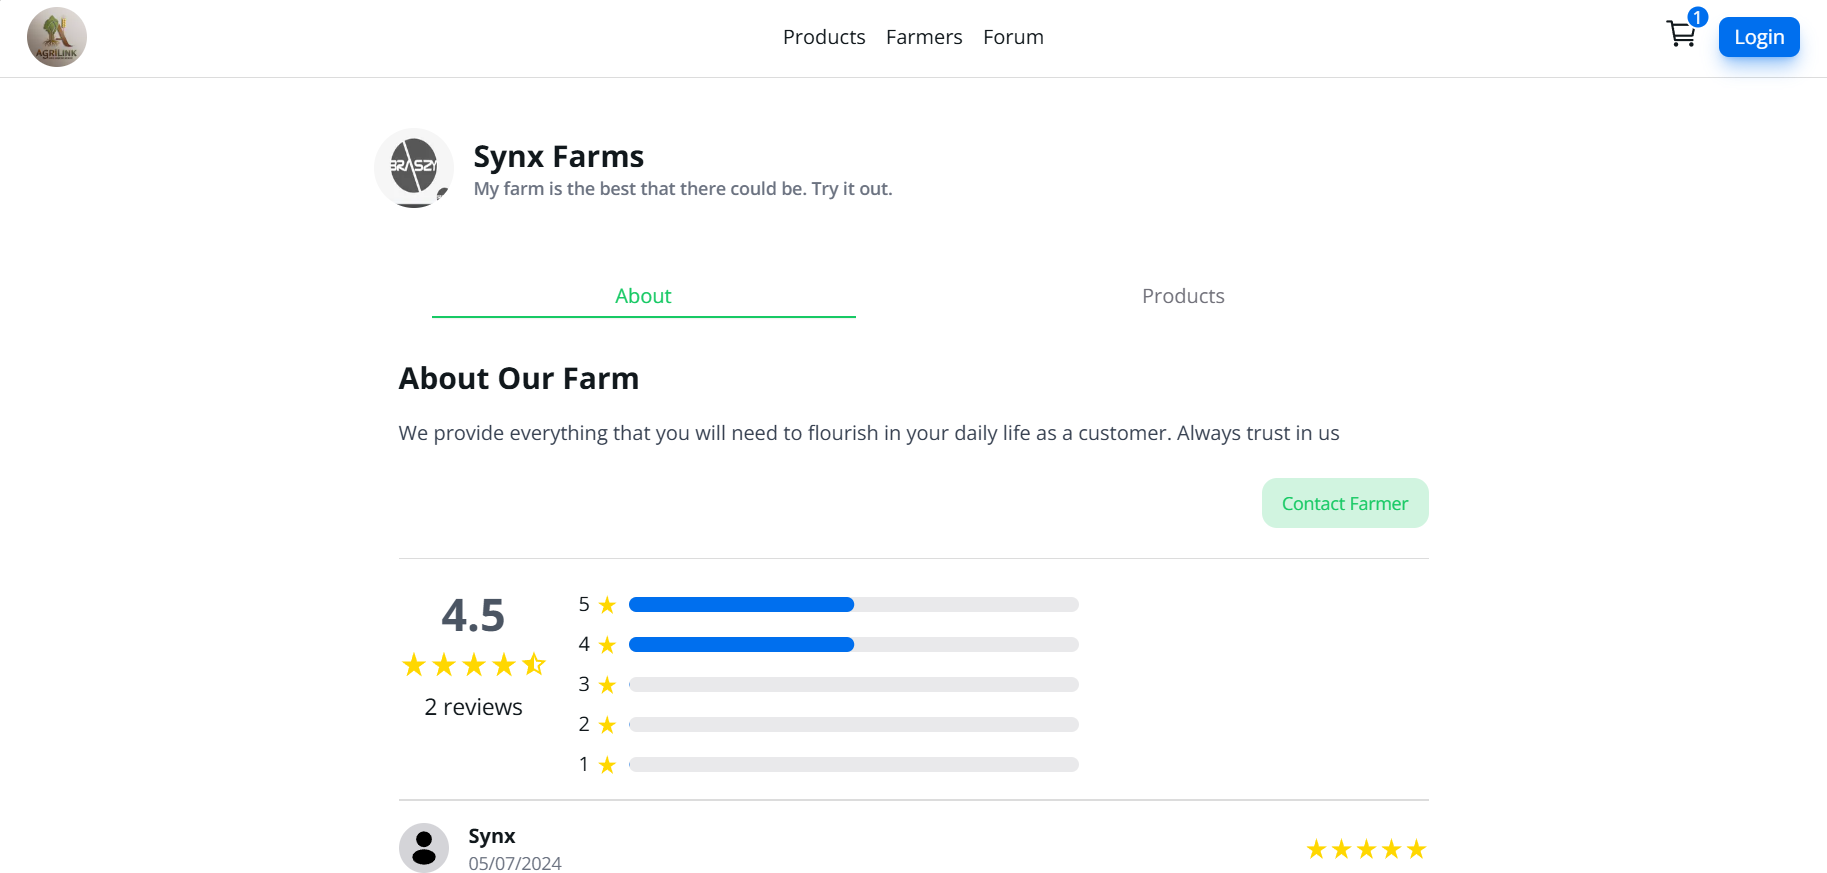 AGRILINK
Products Farmers Forum
1
Login
BRASZY
Synx Farms
My farm is the best that there could be. Try it out.
About
Products
About Our Farm
We provide everything that you will need to flourish in your daily life as a customer. Always trust in us
Contact Farmer
4.5
2 reviews
5
4
3
2
1
Synx
05/07/2024